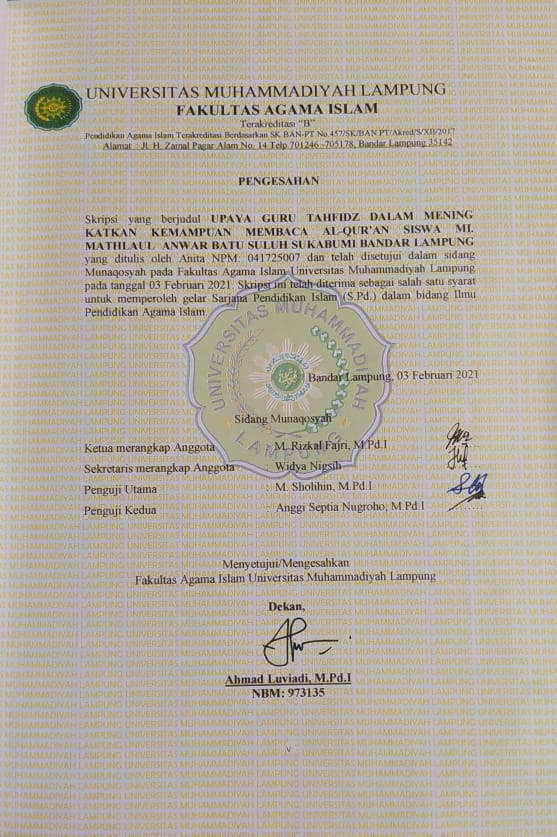 UNIVERSITAS MUHAMMADIYAH LAMPUNG
FAKULTAS AGAMA ISLAM
Terakreditasi "B"
Pendidikan Agama Islam Terakreditasi Berdasarkan SK BAN-PT No.457/SK/BAN PT/Akred/S/XII/2017
Alamat : Jl. H. Zainal Pagar Alam No. 14 Telp 701246 -705178, Bandar Lampung 35142
PENGESAHAN
Skripsi yang berjudul UPAYA GURU TAHFIDZ DALAM MENING
KATKAN KEMAMPUAN MEMBACA AL-QUR'AN SISWA MI.
MATHLAUL ANWAR BATU SULUH SUKABUMI BANDAR LAMPUNG
yang ditulis oleh Anita NPM: 041725007 dan telah disetujui dalam sidang
Munaqosyah pada Fakultas Agama Islam Universitas Muhammadiyah Lampung
pada tanggal 03 Februari 2021. Skripsi ini telah diterima sebagai salah satu syarat
untuk memperoleh gelar Sarjana Pendidikan Islam (S.Pd.) dalam bidang Ilmu
Pendidikan Agama Islam.
UNIVERSITAS MUHAMMADIYAH
LAMPUNG
Bandar Lampung, 03 Februari 2021
Sidang Munaqosyah
Ketua merangkap Anggota : M. Rizkal Fajri, M.Pd.I
Sekretaris merangkap Anggota : Widya Nigsih
Penguji Utama : M. Sholihin, M.Pd.I
Penguji Kedua : Anggi Septia Nugroho, M.Pd.I
Menyetujui/Mengesahkan
Fakultas Agama Islam Universitas Muhammadiyah Lampung
Dekan,
Ahmad Luviadi, M.Pd.I
NBM: 973135
v